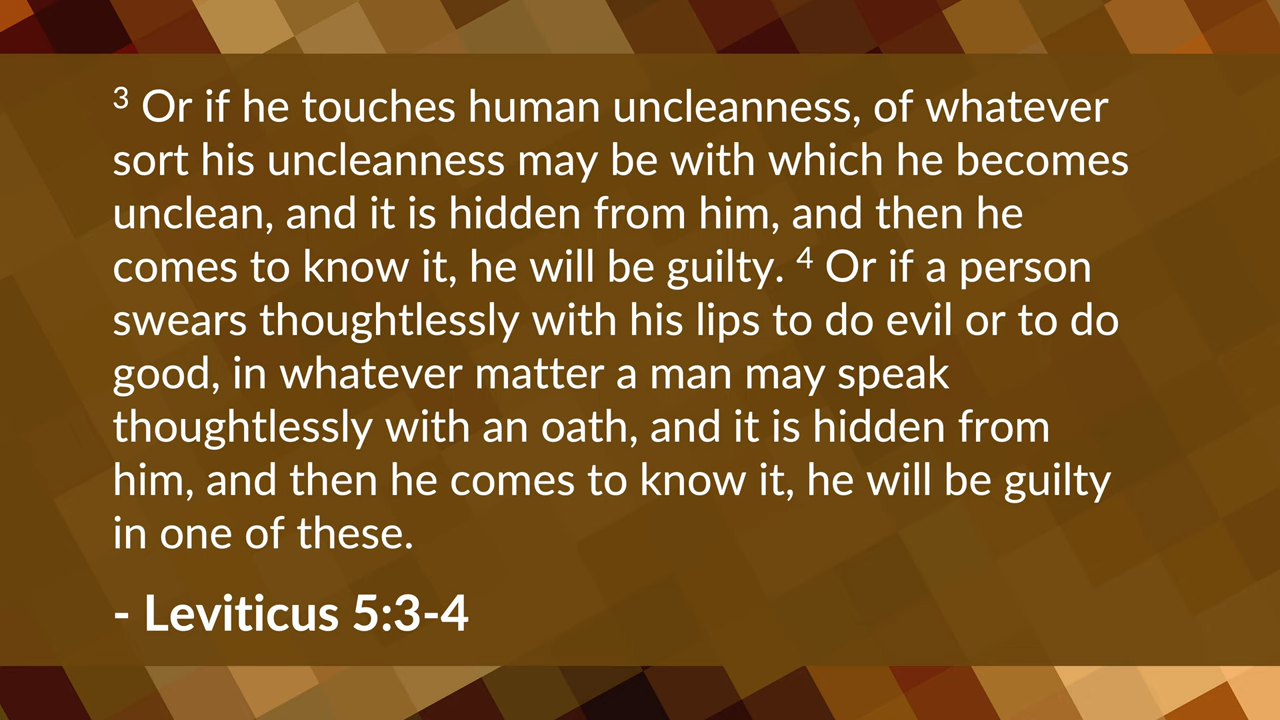 ³ Or if he touches human uncleanness, of whatever
sort his uncleanness may be with which he becomes
unclean, and it is hidden from him, and then he
comes to know it, he will be guilty. ⁴ Or if a person
swears thoughtlessly with his lips to do evil or to do
good, in whatever matter a man may speak
thoughtlessly with an oath, and it is hidden from
him, and then he comes to know it, he will be guilty
in one of these.
- Leviticus 5:3-4